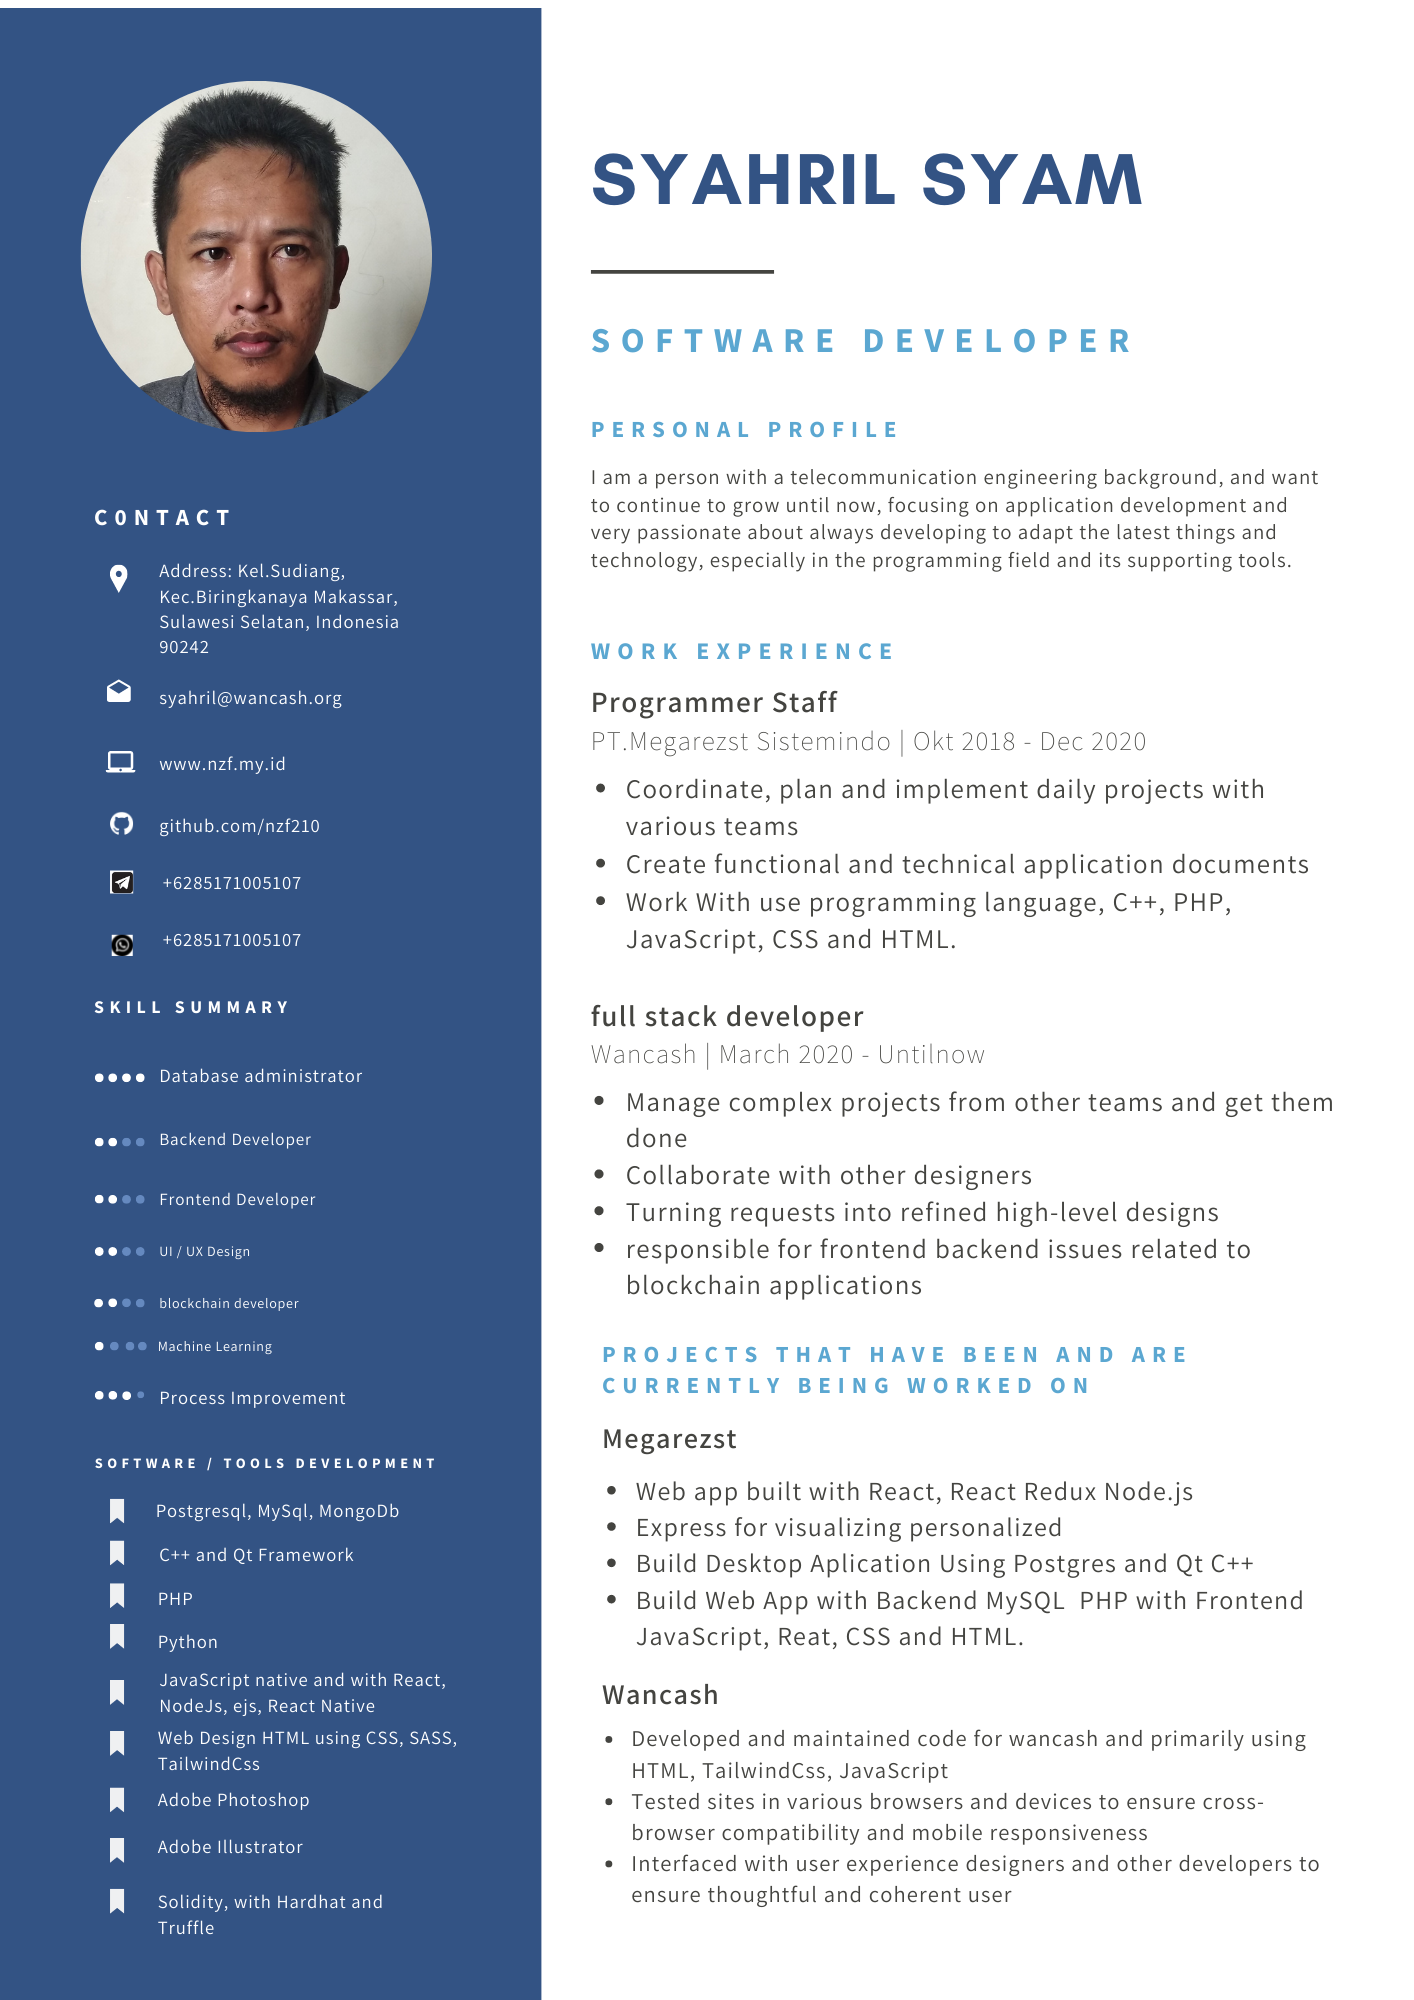 SYAHRIL SYAM
SOFTWARE DEVELOPER
PERSONAL PROFILE
I am a person with a telecommunication engineering background, and want
to continue to grow until now, focusing on application development and
very passionate about always developing to adapt the latest things and
technology, especially in the programming field and its supporting tools.
WORK EXPERIENCE
Programmer Staff
PT.Megarezst Sistemindo | Okt 2018 - Dec 2020
• Coordinate, plan and implement daily projects with
various teams
• Create functional and technical application documents
• Work With use programming language, C++, PHP,
JavaScript, CSS and HTML.
full stack developer
Wancash | March 2020 - Untilnow
• Manage complex projects from other teams and get them
done
• Collaborate with other designers
• Turning requests into refined high-level designs
• responsible for frontend backend issues related to
blockchain applications
PROJECTS THAT HAVE BEEN AND ARE
CURRENTLY BEING WORKED ON
Megarezst
• Web app built with React, React Redux Node.js
• Express for visualizing personalized
• Build Desktop Aplication Using Postgres and Qt C++
• Build Web App with Backend MySQL PHP with Frontend
JavaScript, Reat, CSS and HTML.
Wancash
• Developed and maintained code for wancash and primarily using
HTML, TailwindCss, JavaScript
• Tested sites in various browsers and devices to ensure cross-
browser compatibility and mobile responsiveness
• Interfaced with user experience designers and other developers to
ensure thoughtful and coherent user
C0NTACT
Address: Kel.Sudiang,
Kec.Biringkanaya Makassar,
Sulawesi Selatan, Indonesia
90242
syahril@wancash.org
www.nzf.my.id
github.com/nzf210
+6285171005107
+6285171005107
SKILL SUMMARY
Database administrator
Backend Developer
Frontend Developer
UI / UX Design
blockchain developer
Machine Learning
Process Improvement
SOFTWARE / TOOLS DEVELOPMENT
Postgresql, MySql, MongoDb
C++ and Qt Framework
PHP
Python
JavaScript native and with React,
NodeJs, ejs, React Native
Web Design HTML using CSS, SASS,
TailwindCss
Adobe Photoshop
Adobe Illustrator
Solidity, with Hardhat and
Truffle